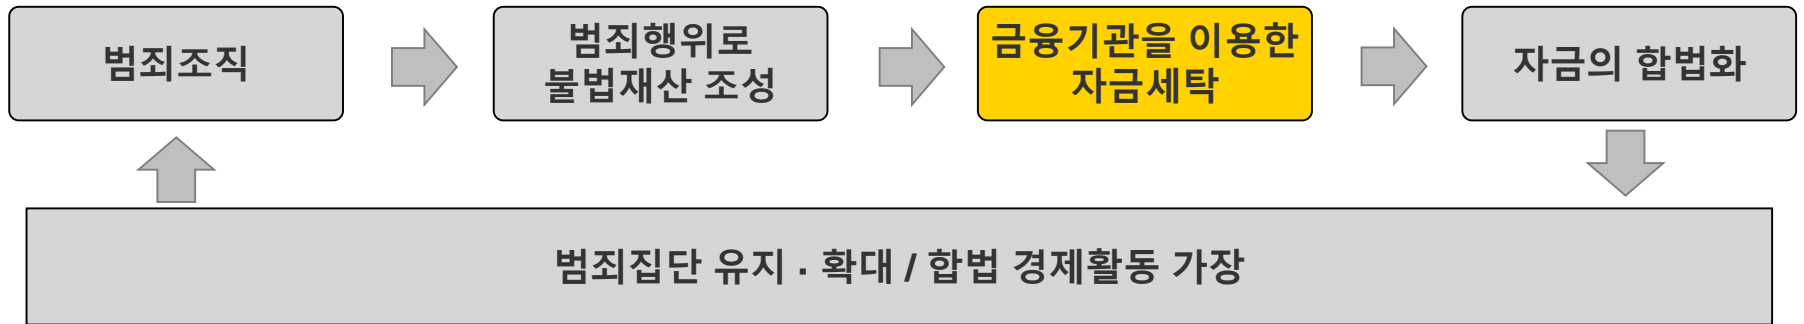 범죄조직
범죄행위로
불법재산 조성
금융기관을 이용한
자금세탁
자금의 합법화
범죄집단 유지 · 확대 / 합법 경제활동 가장